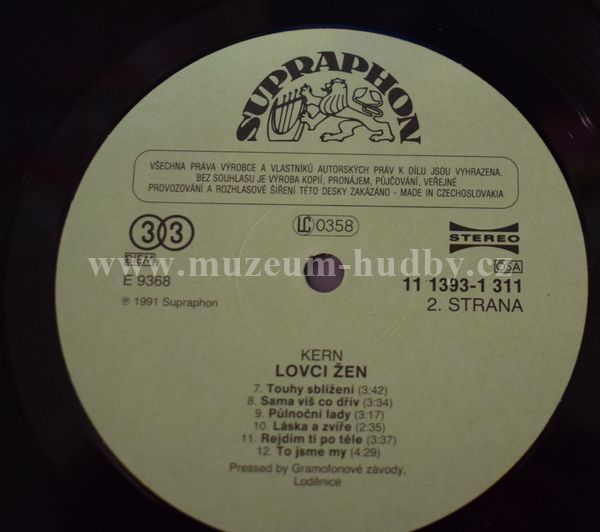 SUPRAPHON
VŠECHNA PRÁVA VÝROBCE A VLASTNÍKŮ AUTORSKÝCH PRÁV K DÍLU JSOU VYHRAZENA.
BEZ SOUHLASU JE VÝROBA KOPIÍ, PRONÁJEM, PŮJČOVÁNÍ, VEŘEJNÉ
PROVOZOVÁNÍ A ROZHLASOVÉ ŠÍŘENÍ TÉTO DESKY ZAKÁZÁNO - MADE IN CZECHOSLOVAKIA
33
LC 0358
STEREO
www.muzeum-hudby.cz
OSA
E 9368
11 1393-1 311
℗ 1991 Supraphon
2. STRANA
KERN
LOVCI ŽEN
7. Touhy sblížení (3:42)
8. Sama víš co dřív (3:34)
9. Půlnoční lady (3:17)
10. Láska a zvíře (2:35)
11. Rejdím ti po těle (3:37)
12. To jsme my (4:29)
Pressed by Gramofonové závody,
Loděnice